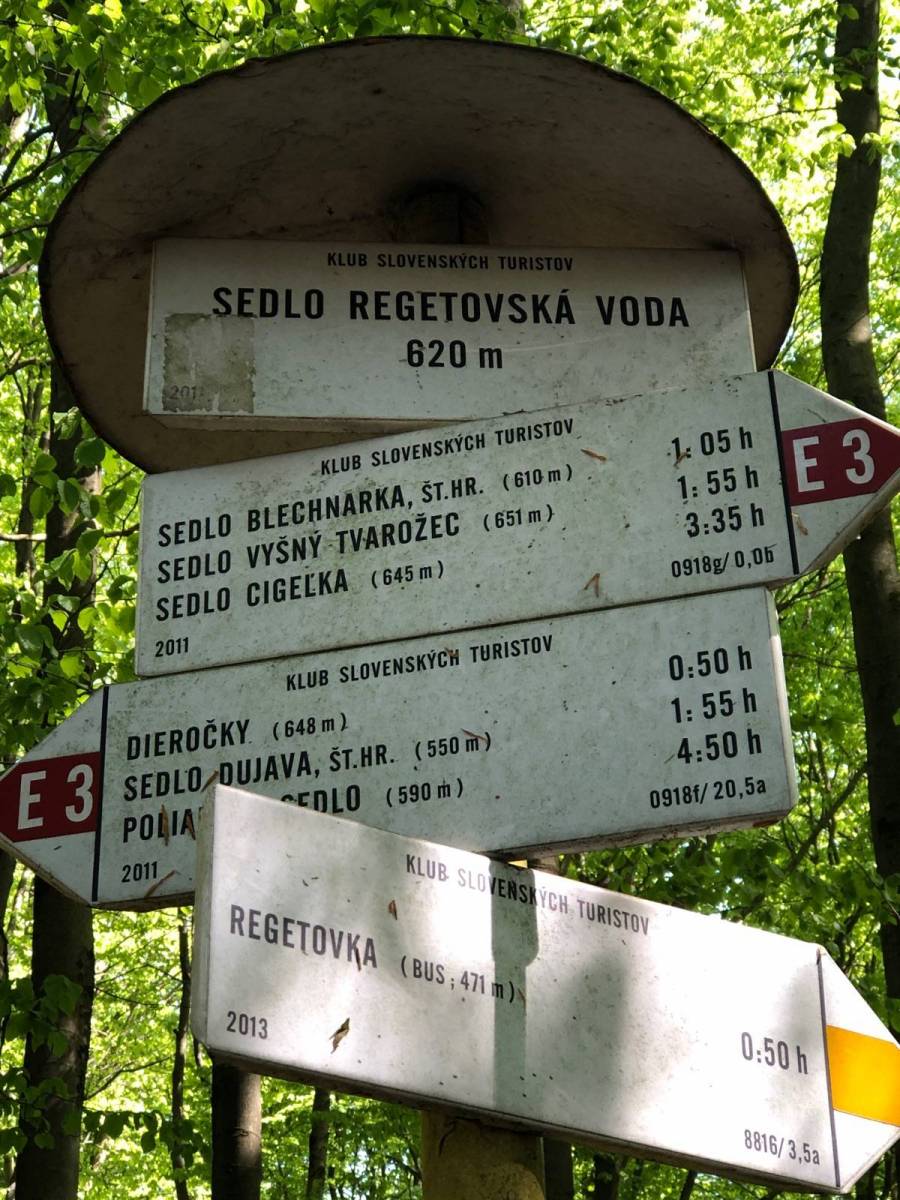 KLUB SLOVENSKÝCH TURISTOV
SEDLO REGETOVSKÁ VODA
620 m
KLUB SLOVENSKÝCH TURISTOV
SEDLO BLECHNARKA, ŠT.HR. (610 m) 1:05 h
SEDLO VYŠNÝ TVAROŽEC (651 m) 1:55 h
SEDLO CIGEĽKA (645 m) 3:35 h
2011 0918g/0,0b
E 3
KLUB SLOVENSKÝCH TURISTOV
DIEROČKY (648 m) 0:50 h
SEDLO DUJAVA, ŠT.HR. (550 m) 1:55 h
SEDLO (590 m) 4:50 h
2011 0918f/20,5a
E 3
KLUB SLOVENSKÝCH TURISTOV
REGETOVKA (BUS; 471 m)
0:50 h
2013 8816/3,5a